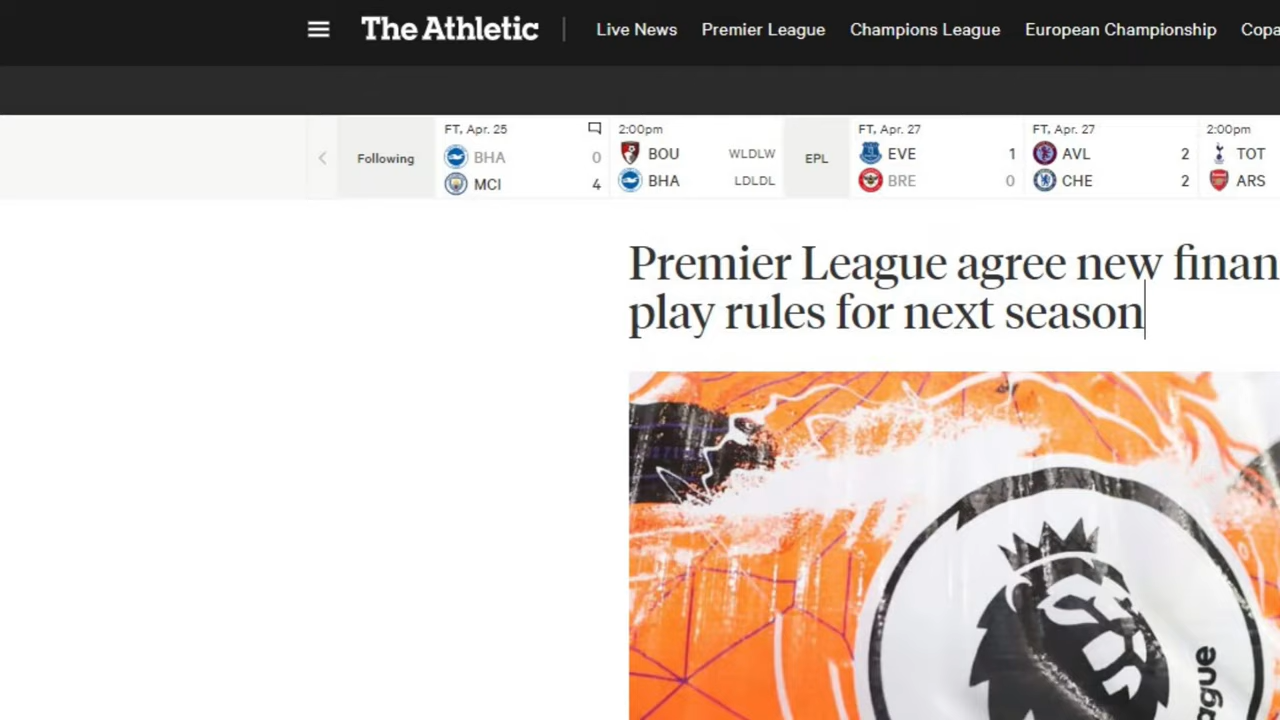 The Athletic
Live News Premier League Champions League European Championship Copa
Following
FT, Apr. 25
BHA 0
MCI 4
2:00pm
BOU WLDLW
BHA LDLDL
EPL
FT, Apr. 27
EVE 1
BRE 0
FT, Apr. 27
AVL 2
CHE 2
2:00pm
TOT
ARS
Premier League agree new finan
play rules for next season
ague